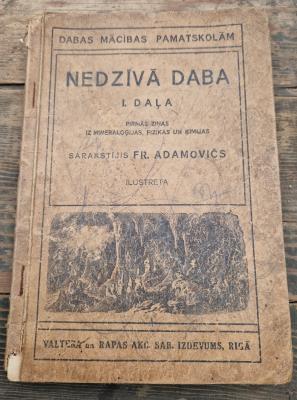 DABAS MĀCĪBAS PAMATSKOLĀM
NEDZĪVĀ DABA
I. DAĻA
PIRMĀS ZIŅAS
IZ MINERALOĢIJAS, FIZIKAS UN ĶĪMIJAS
SARAKSTĪJIS FR. ADAMOVIČS
ILUSTRĒTA
VALTERA un RAPAS AKC. SAB. IZDEVUMS, RĪGĀ